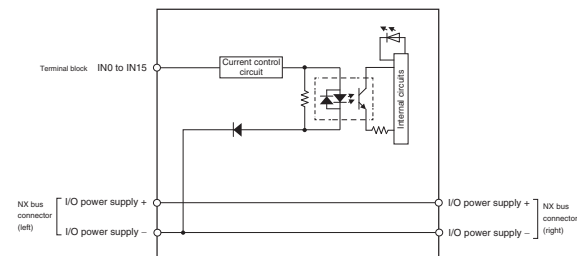 Terminal block IN0 to IN15
Current control
circuit
Internal circuits
NX bus
connector
(left)
I/O power supply +
I/O power supply −
I/O power supply +
I/O power supply −
NX bus
connector
(right)